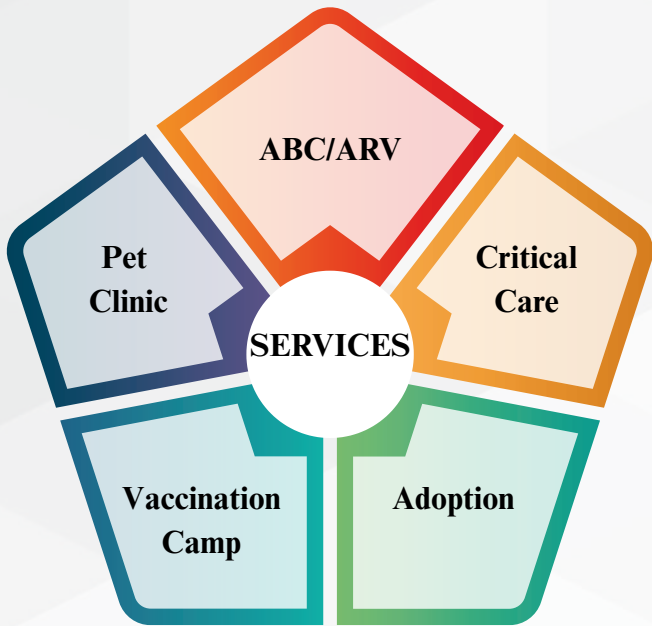 ABC/ARV
Pet
Clinic
Critical
Care
SERVICES
Vaccination
Camp
Adoption